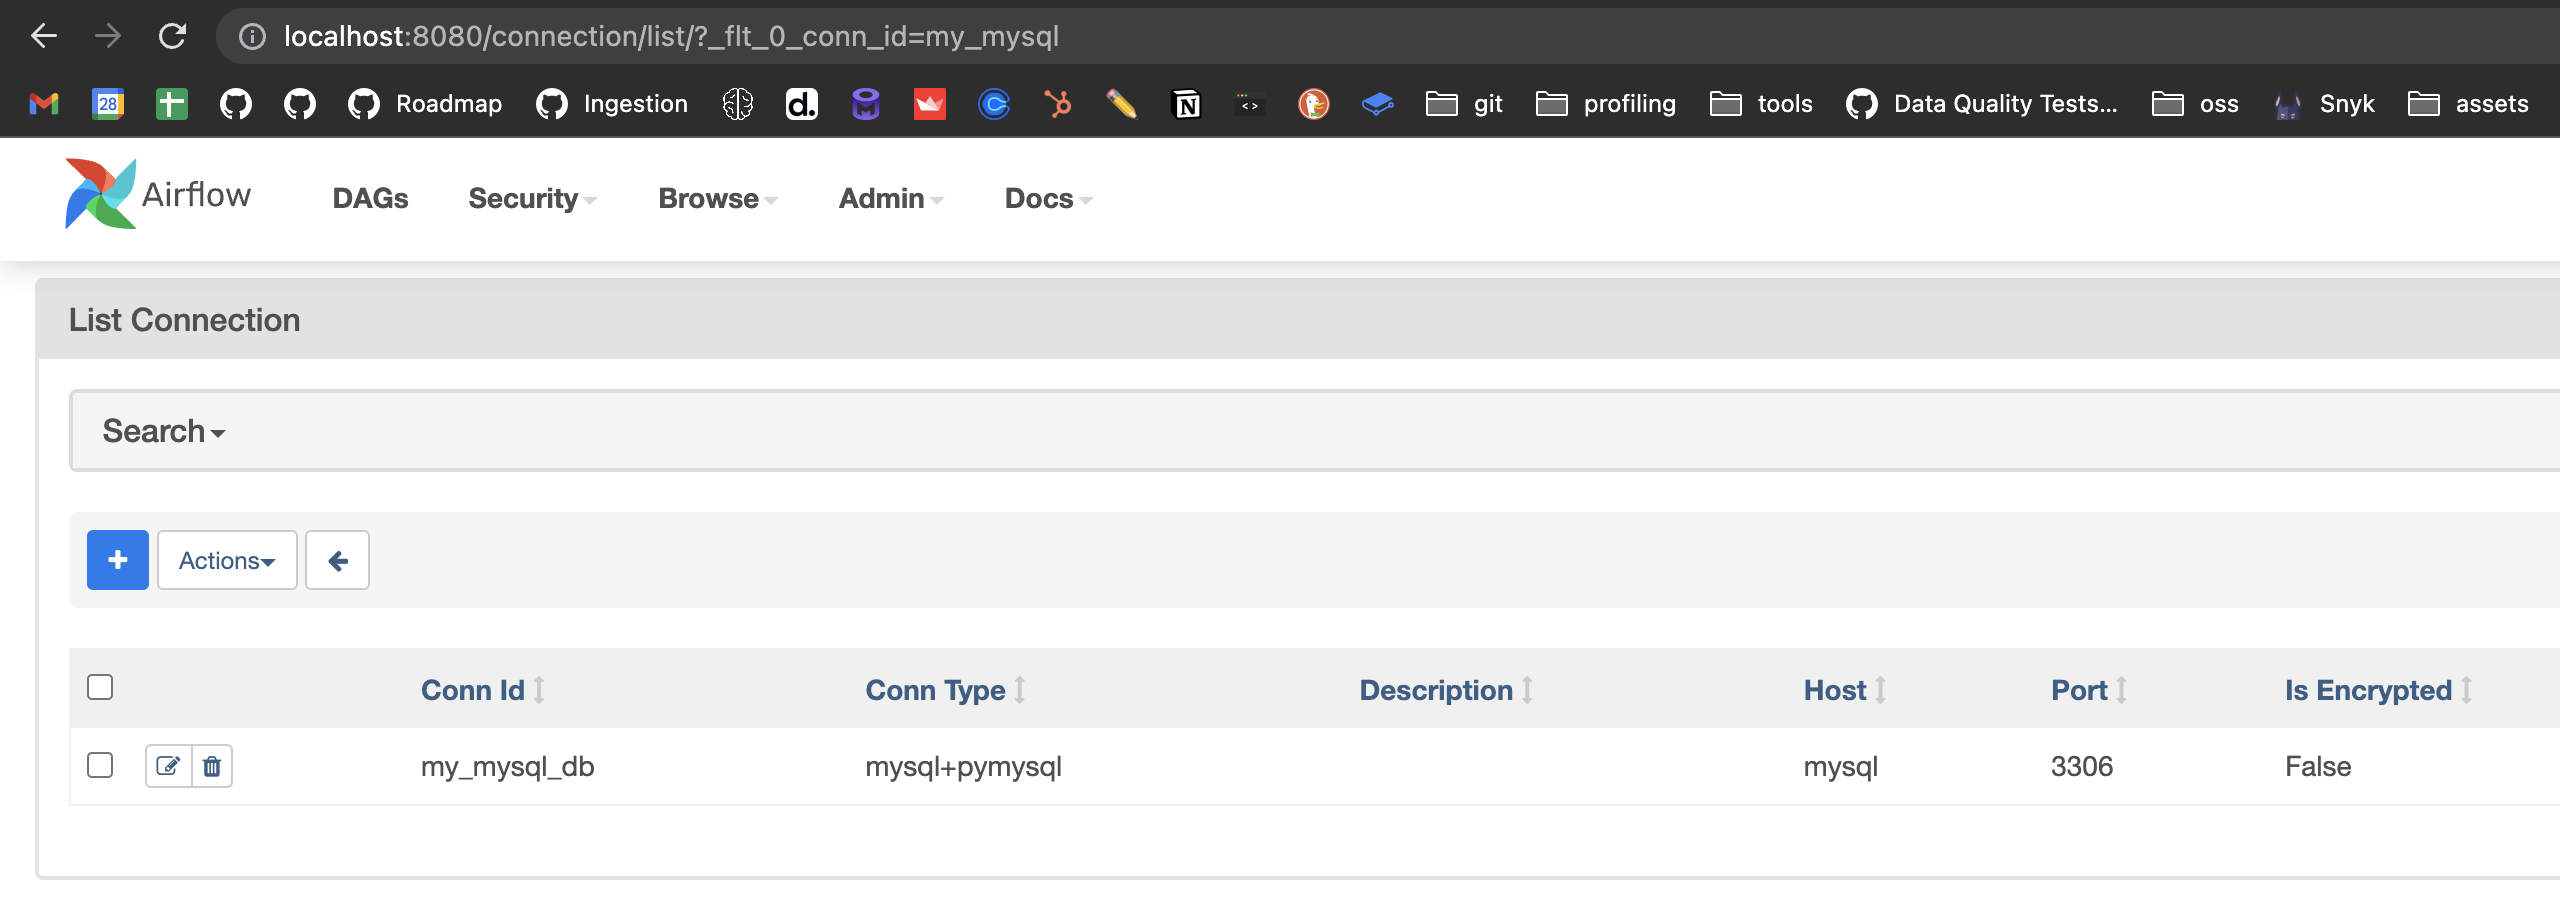 localhost:8080/connection/list/?_flt_0_conn_id=my_mysql
28 Roadmap Ingestion d. git profiling tools Data Quality Tests... oss Snyk assets
Airflow DAGs Security Browse Admin Docs
List Connection
Search
+ Actions
Conn Id Conn Type Description Host Port Is Encrypted
my_mysql_db mysql+pymysql mysql 3306 False